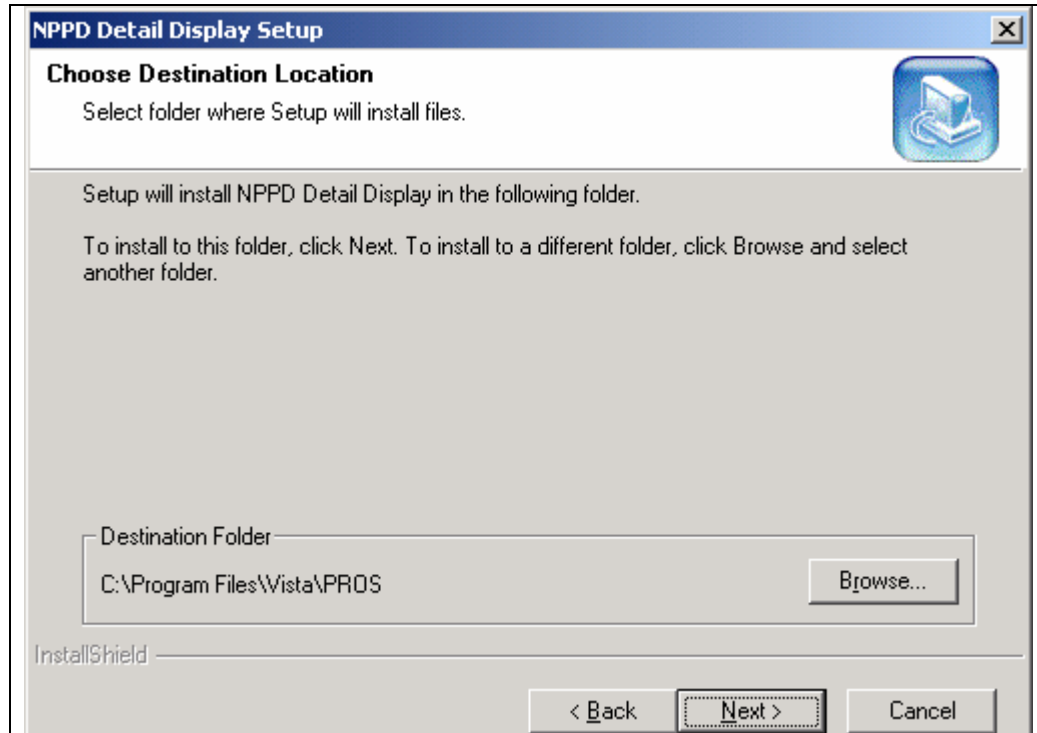 NPPD Detail Display Setup
Choose Destination Location
Select folder where Setup will install files.
Setup will install NPPD Detail Display in the following folder.
To install to this folder, click Next. To install to a different folder, click Browse and select
another folder.
Destination Folder
C:\Program Files\Vista\PROS
Browse...
InstallShield
< Back
Next >
Cancel